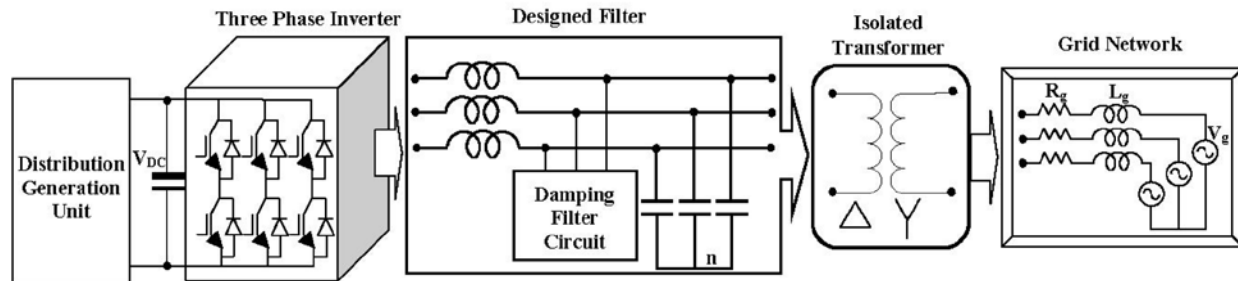 Three Phase Inverter
Designed Filter
Isolated
Transformer
Grid Network
Distribution
Generation
Unit
V_DC
Damping
Filter
Circuit
n
R_g
L_g
V_g